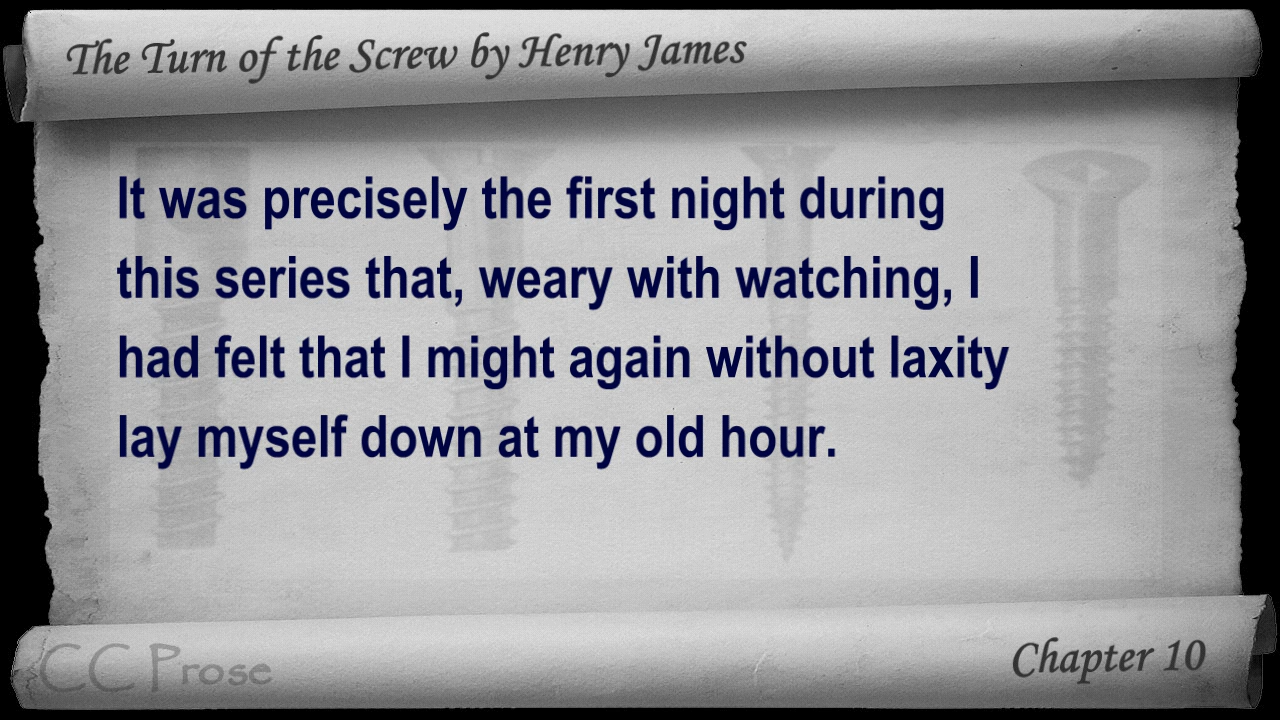 The Turn of the Screw by Henry James
It was precisely the first night during
this series that, weary with watching, I
had felt that I might again without laxity
lay myself down at my old hour.
CC Prose
Chapter 10